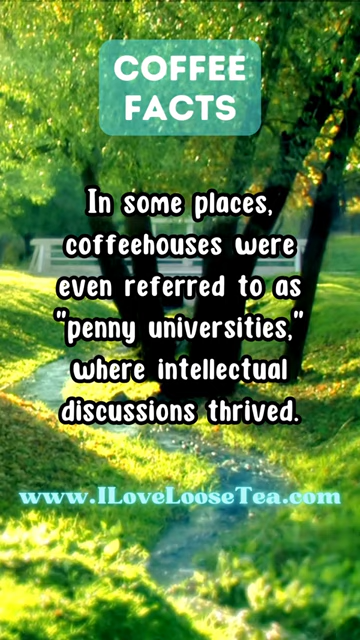 COFFEE
FACTS
In some places,
coffeehouses were
even referred to as
"penny universities,"
where intellectual
discussions thrived.
www.ILoveLooseTea.com